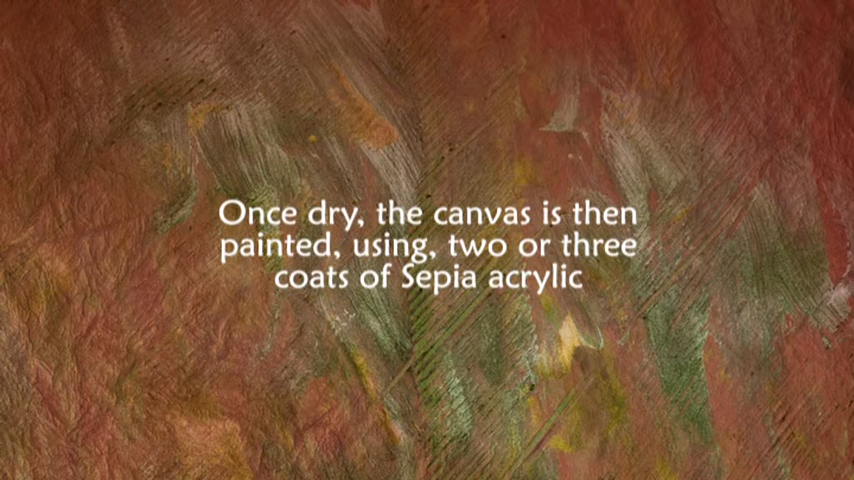 Once dry, the canvas is then
painted, using, two or three
coats of Sepia acrylic